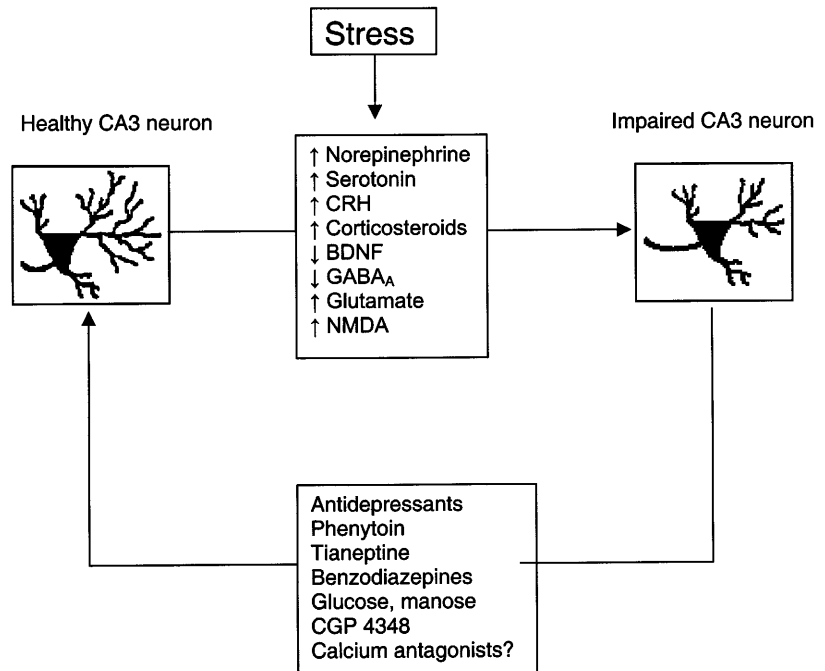 Stress
Healthy CA3 neuron
Impaired CA3 neuron
↑ Norepinephrine
↑ Serotonin
↑ CRH
↑ Corticosteroids
↓ BDNF
↓ GABA_A
↑ Glutamate
↑ NMDA
Antidepressants
Phenytoin
Tianeptine
Benzodiazepines
Glucose, manose
CGP 4348
Calcium antagonists?